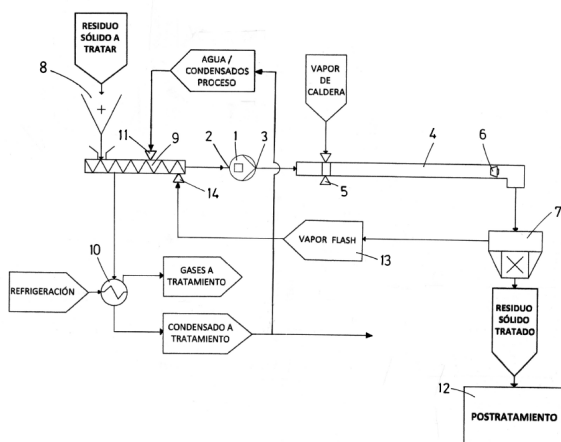 RESIDUO
SÓLIDO A
TRATAR
8
AGUA /
CONDENSADOS
PROCESO
VAPOR
DE
CALDERA
11
9
2
1
3
4
6
5
14
7
VAPOR FLASH
13
10
REFRIGERACIÓN
GASES A
TRATAMIENTO
CONDENSADO A
TRATAMIENTO
RESIDUO
SÓLIDO
TRATADO
12
POSTRATAMIENTO